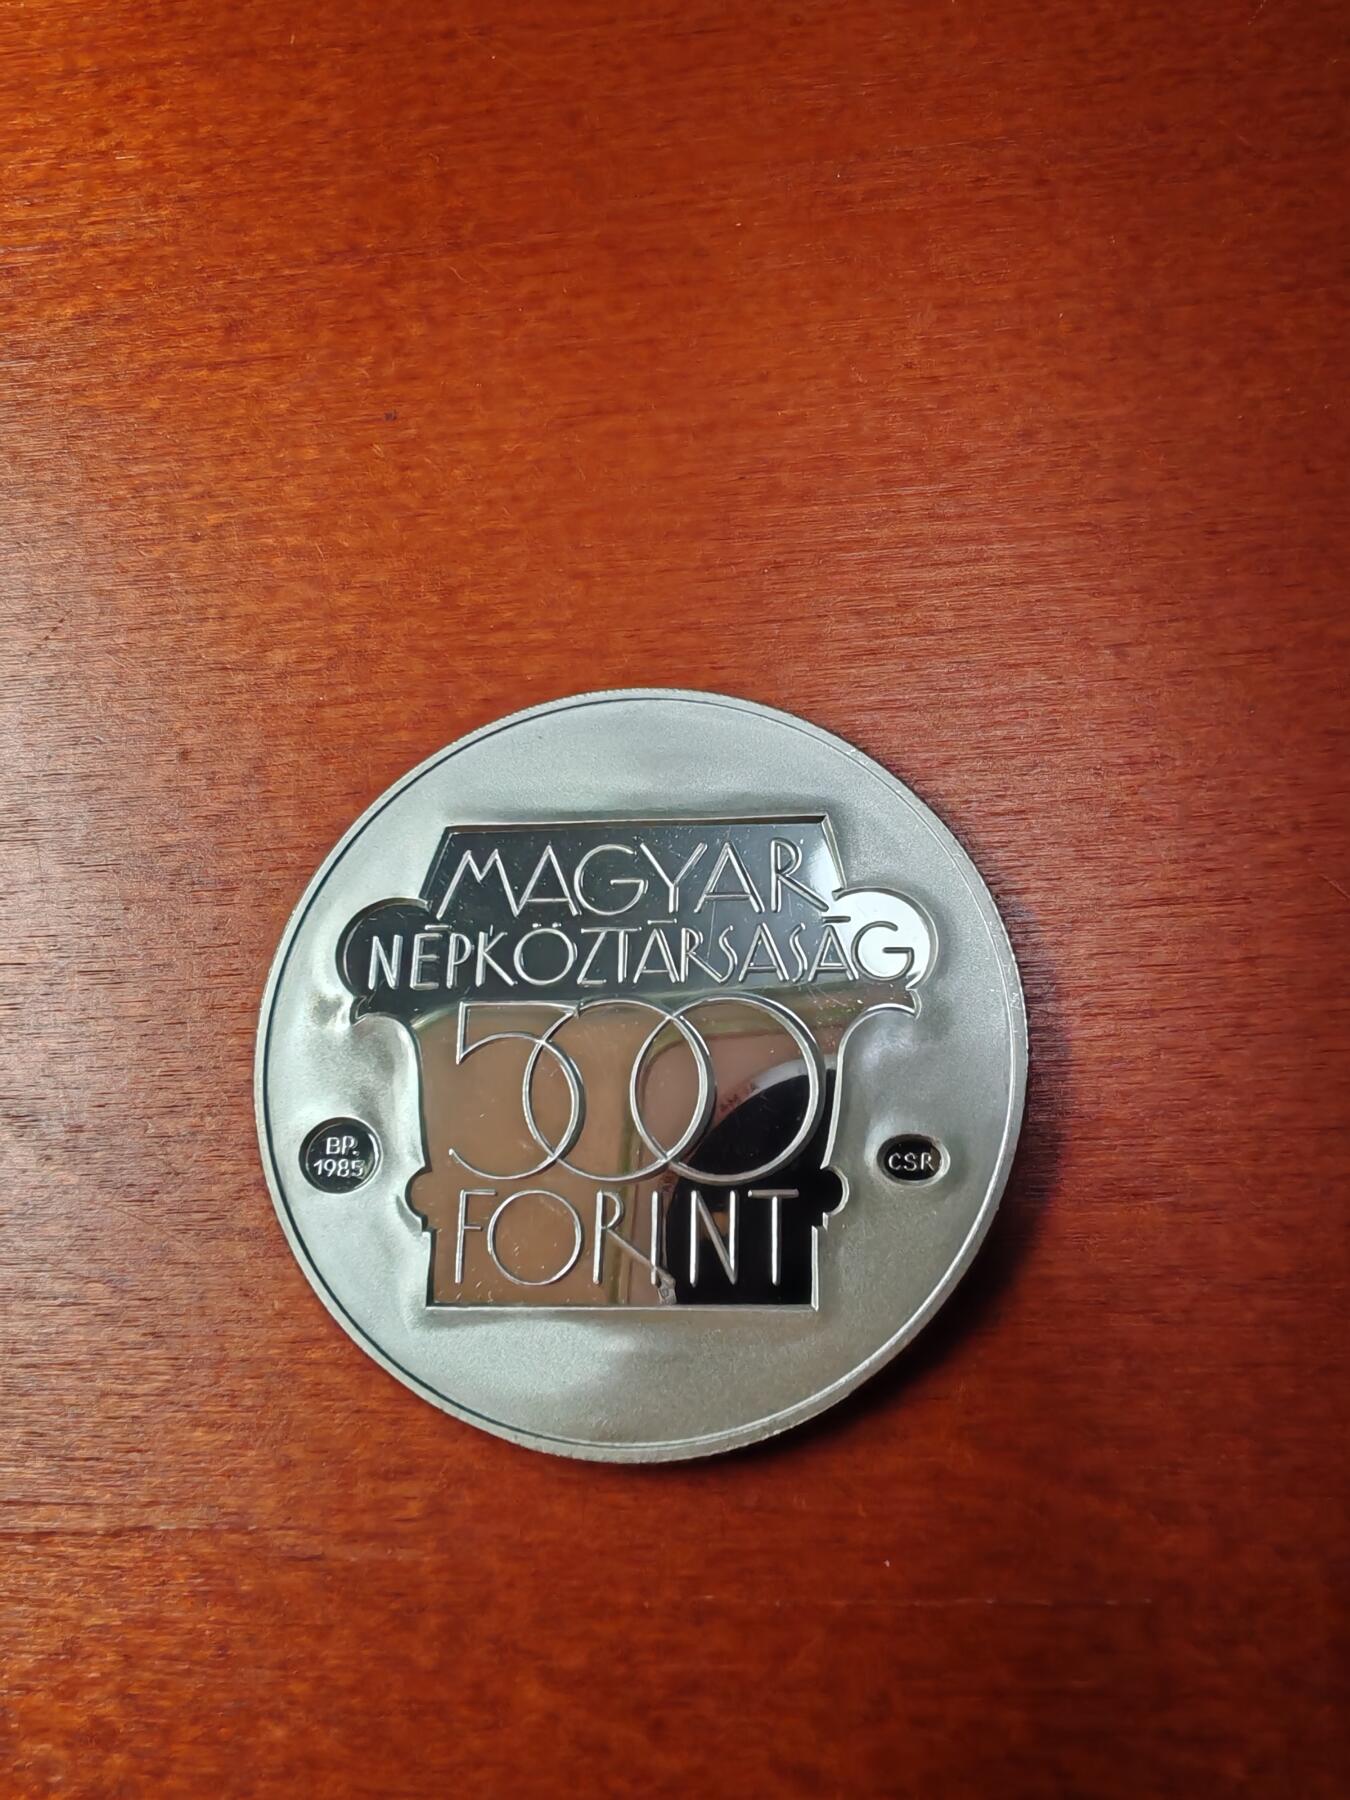 MAGYAR
NÉPKÖZTÁRSASÁG
500
FORINT
BP.
1985
CSR